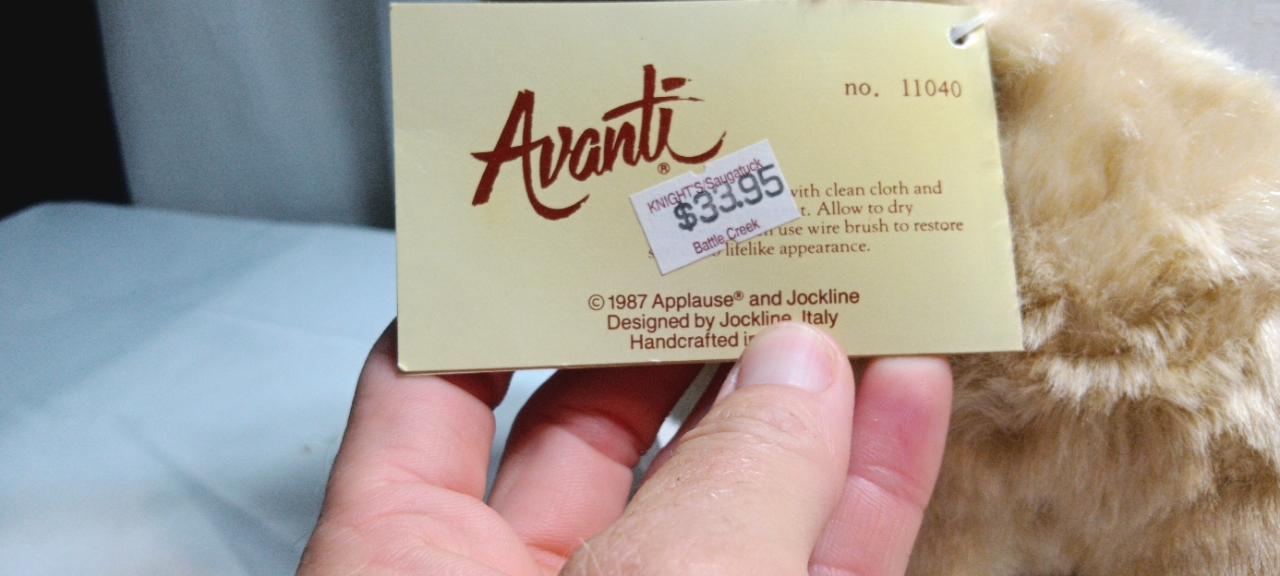 Avanti®
no. 11040
KNIGHT'S/Saugatuck
$33.95
Battle Creek
with clean cloth and
Allow to dry
use wire brush to restore
lifelike appearance.
© 1987 Applause® and Jockline
Designed by Jockline, Italy
Handcrafted